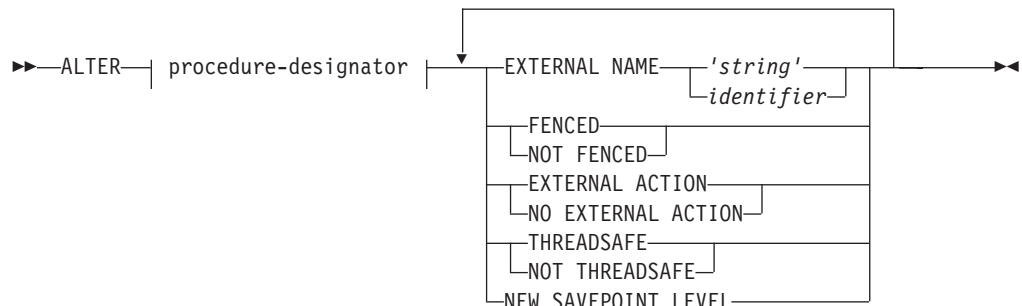 ALTER procedure-designator EXTERNAL NAME 'string'
identifier
FENCED
NOT FENCED
EXTERNAL ACTION
NO EXTERNAL ACTION
THREADSAFE
NOT THREADSAFE
NEW SAVEPOINT LEVEL